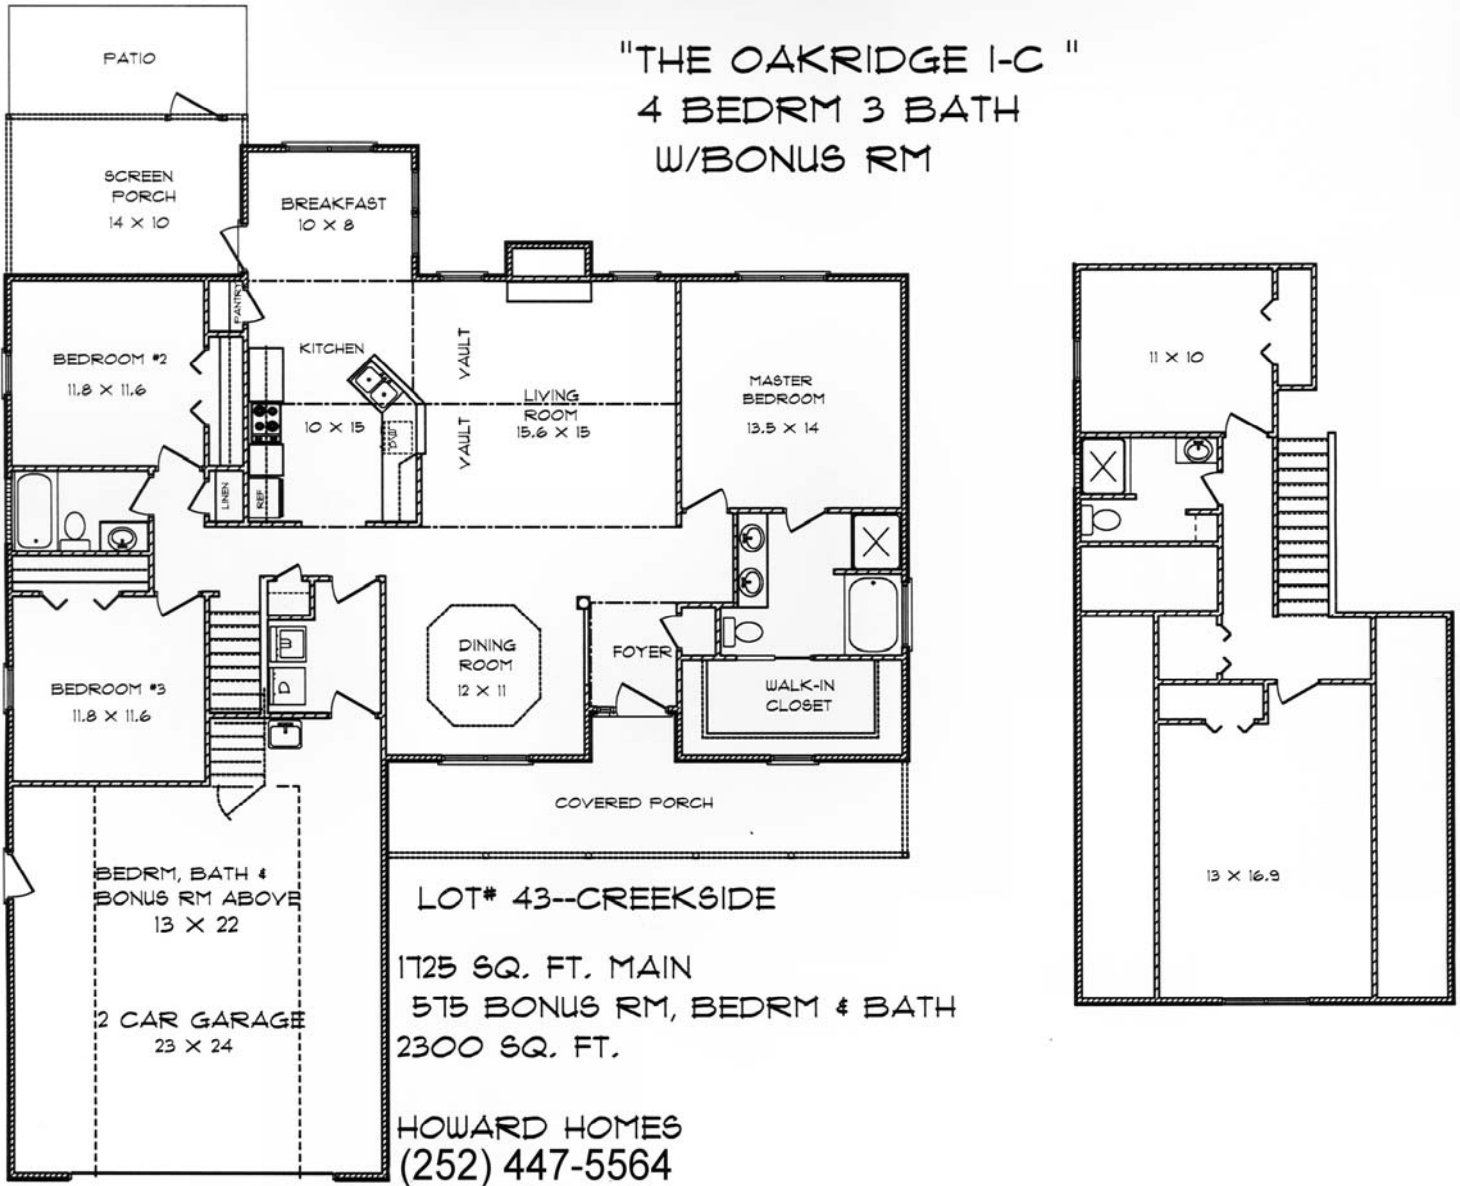 "THE OAKRIDGE I-C "
4 BEDRM 3 BATH
W/BONUS RM
PATIO
SCREEN
PORCH
14 X 10
BREAKFAST
10 X 8
PANTRY
BEDROOM #2
11.8 X 11.6
KITCHEN
10 X 15
VAULT
VAULT
LIVING
ROOM
15.6 X 15
MASTER
BEDROOM
13.5 X 14
11 X 10
LINEN
REF
DW
BEDROOM #3
11.8 X 11.6
W
D
DINING
ROOM
12 X 11
FOYER
WALK-IN
CLOSET
COVERED PORCH
BEDRM, BATH &
BONUS RM ABOVE
13 X 22
2 CAR GARAGE
23 X 24
13 X 16.9
LOT# 43--CREEKSIDE
1725 SQ. FT. MAIN
575 BONUS RM, BEDRM & BATH
2300 SQ. FT.
HOWARD HOMES
(252) 447-5564